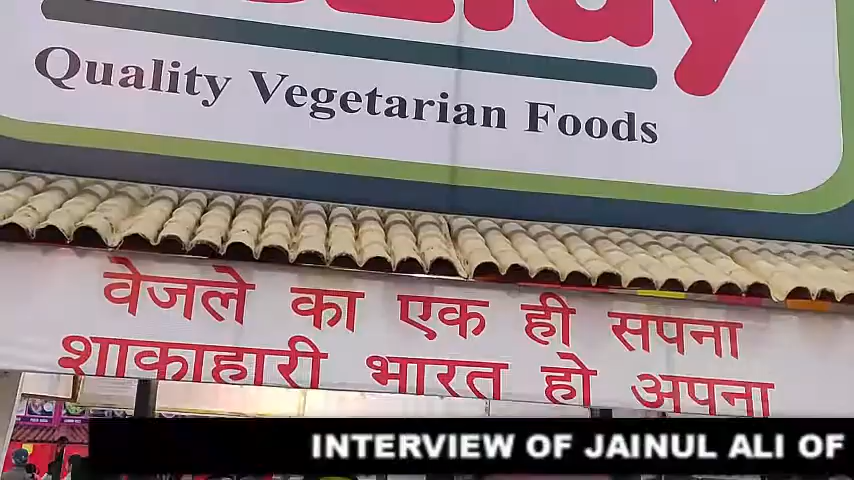 Quality Vegetarian Foods
वेजले का एक ही सपना
शाकाहारी भारत हो अपना
INTERVIEW OF JAINUL ALI OF